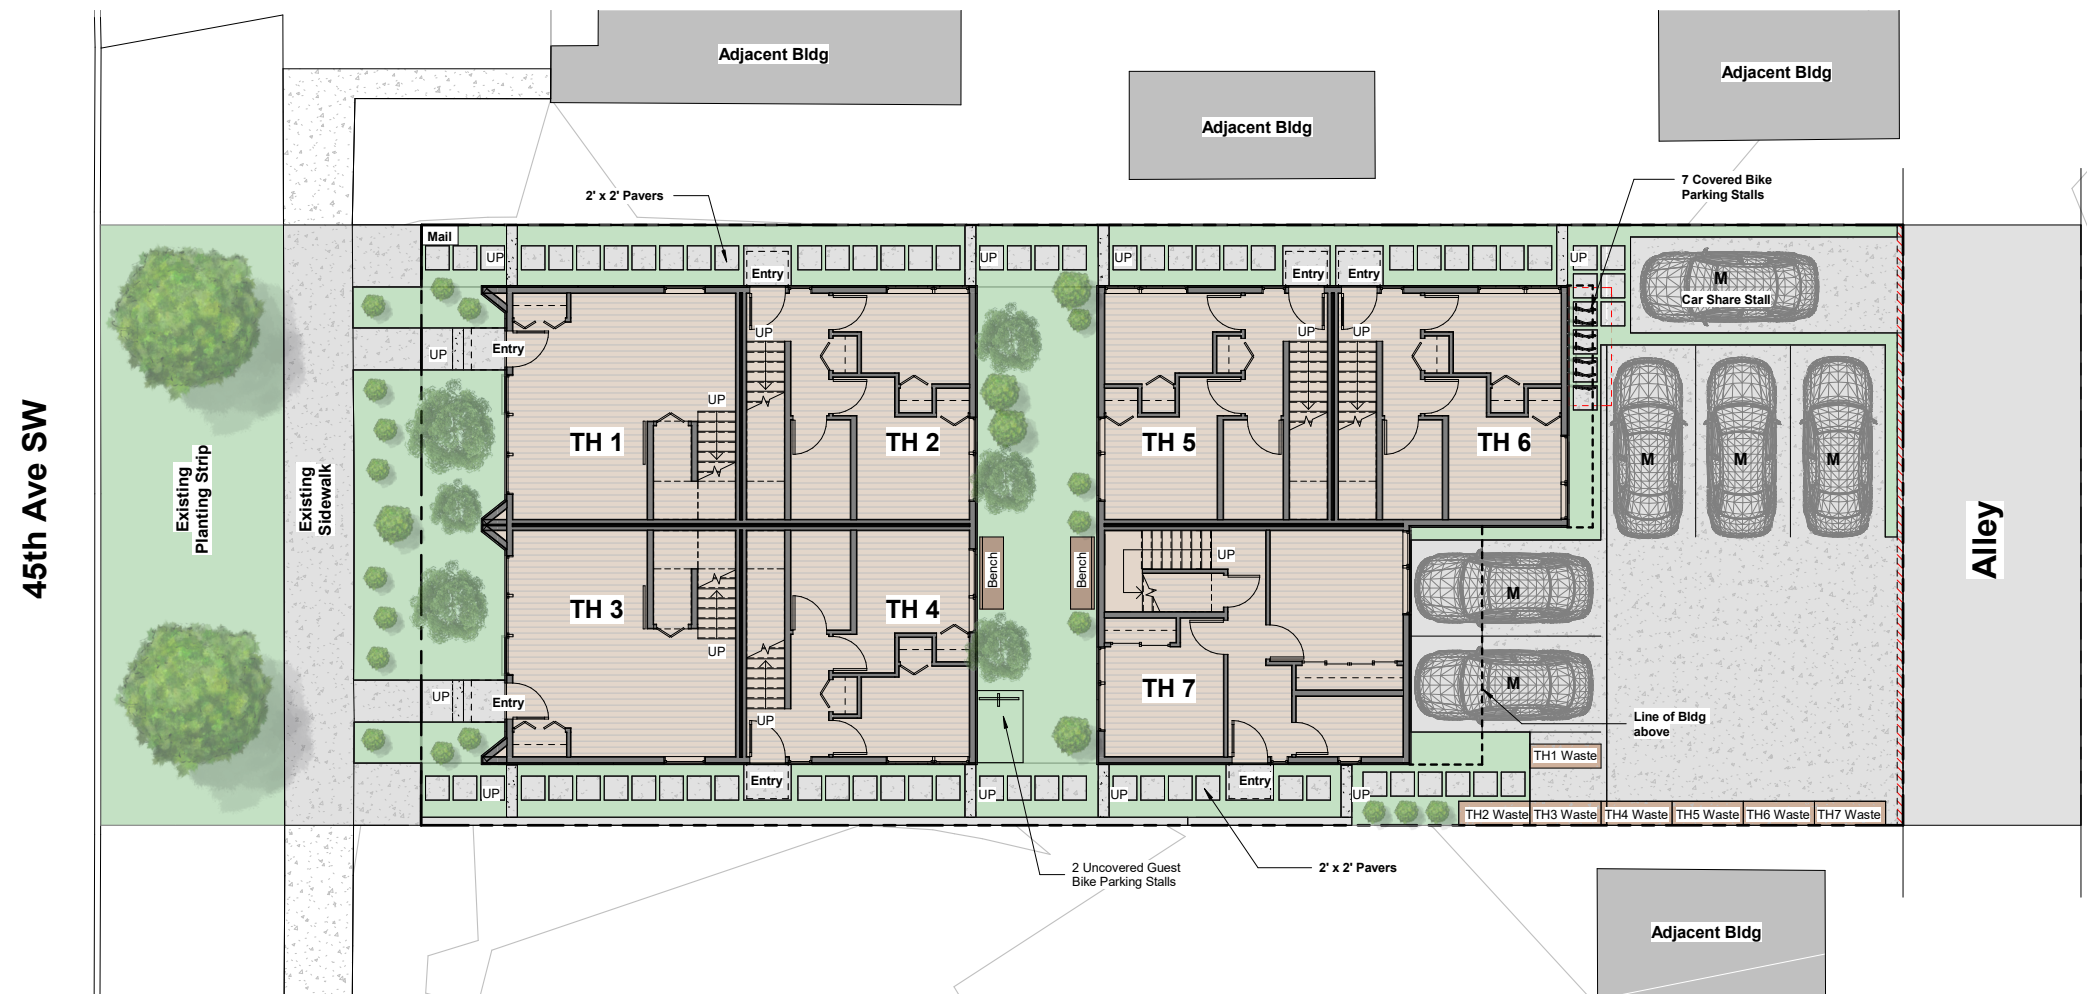 Adjacent Bldg
Adjacent Bldg
Adjacent Bldg
2' x 2' Pavers
7 Covered Bike
Parking Stalls
Mail
UP
Entry
UP
UP
Entry
Entry
UP
M
Car Share Stall
UP
Entry
UP
UP
UP
UP
TH 1
TH 2
TH 5
TH 6
M
M
M
45th Ave SW
Existing
Planting Strip
Existing
Sidewalk
Alley
Bench
Bench
UP
TH 3
TH 4
M
UP
TH 7
M
UP
Entry
UP
Line of Bldg
above
TH1 Waste
UP
Entry
UP
UP
Entry
UP
TH2 Waste
TH3 Waste
TH4 Waste
TH5 Waste
TH6 Waste
TH7 Waste
2 Uncovered Guest
Bike Parking Stalls
2' x 2' Pavers
Adjacent Bldg